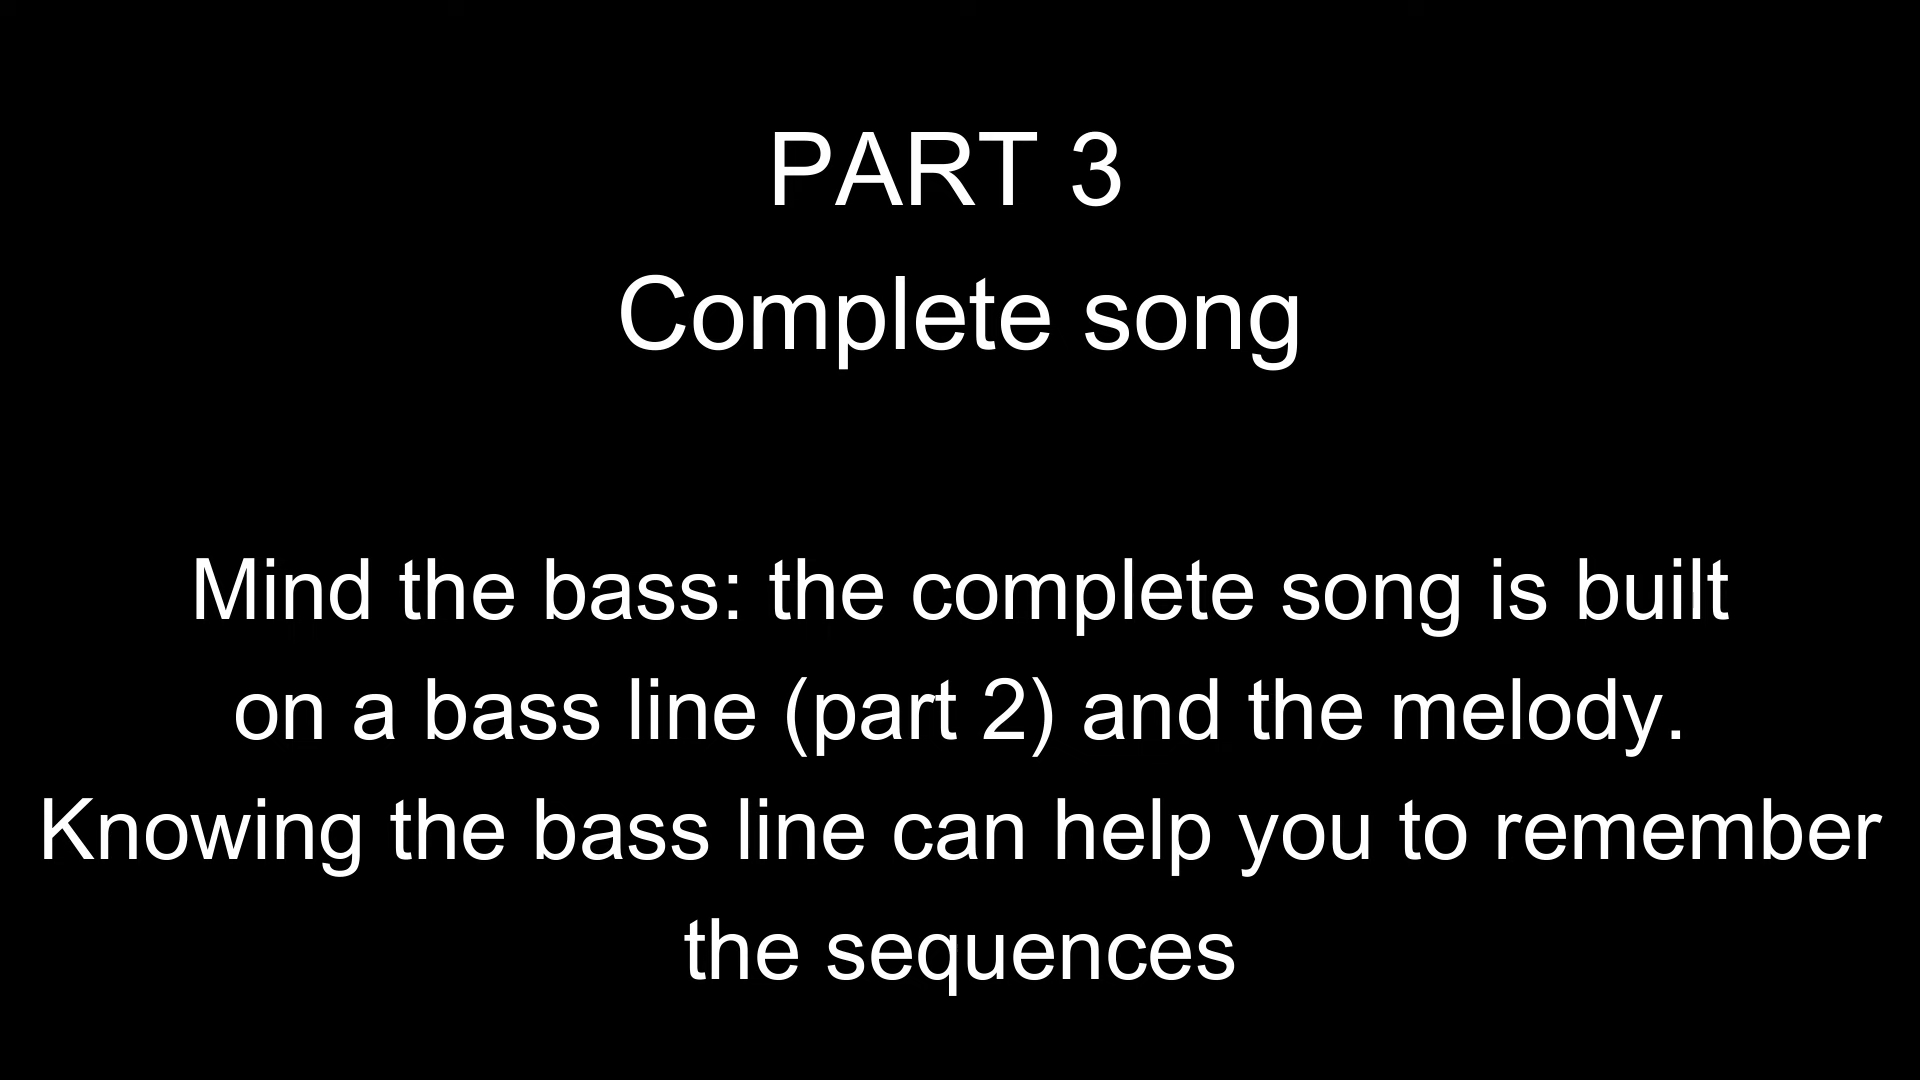 PART 3
Complete song
Mind the bass: the complete song is built
on a bass line (part 2) and the melody.
Knowing the bass line can help you to remember
the sequences